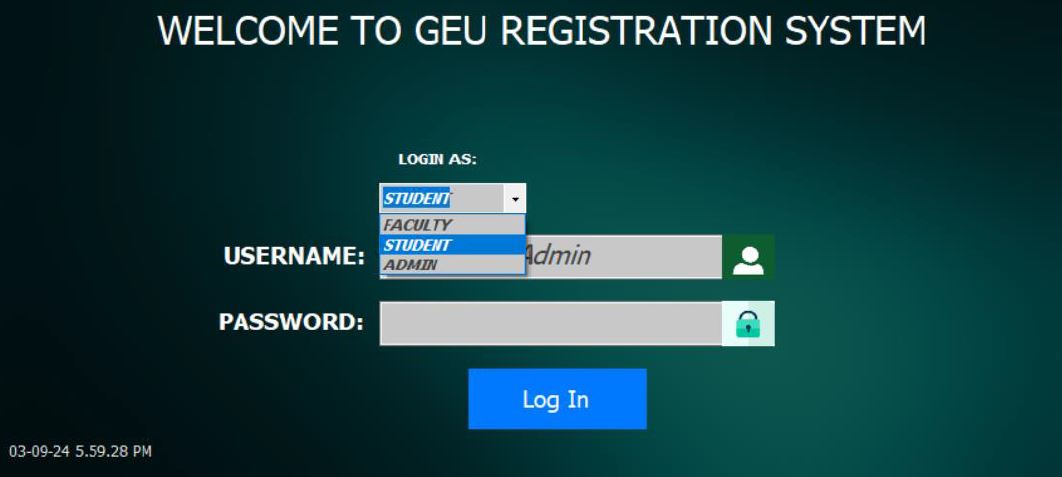 WELCOME TO GEU REGISTRATION SYSTEM
LOGIN AS:
STUDENT
FACULTY
STUDENT
ADMIN
USERNAME: Admin
PASSWORD:
Log In
03-09-24 5.59.28 PM